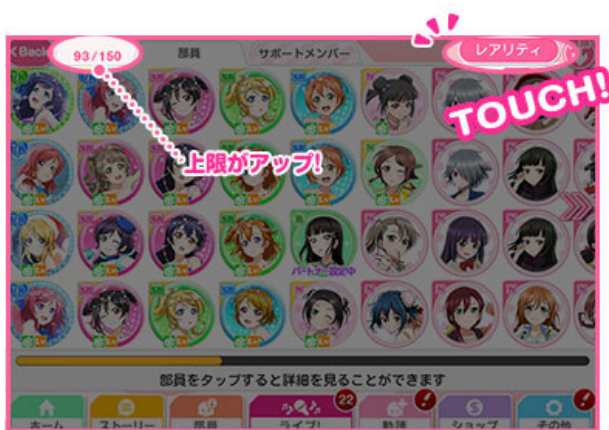 Back
93/150
部員
サポートメンバー
レアリティ
TOUCH!
上限がアップ!
パートナー設定中
部員をタップすると詳細を見ることができます
ホーム
ストーリー
部員
ライブ!
22
勧誘
ショップ
その他